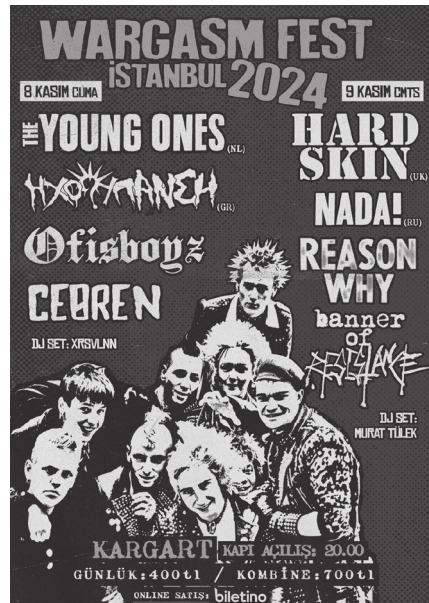 WARGASM FEST
İSTANBUL 2024
8 KASIM CUMA
THE YOUNG ONES (NL)
ΗΧΟΡΥΠΑΝΣΗ (GR)
Ofisboyz
CEBREN
DJ SET: XRSVLNN
9 KASIM CMTS
HARD
SKIN (UK)
NADA! (RU)
REASON
WHY
banner
of
RESISTANCE
DJ SET:
MURAT TÜLEK
KARGART KAPI AÇILIŞ: 20.00
GÜNLÜK:400tl / KOMBİNE:700tl
ONLINE SATIŞ: biletino